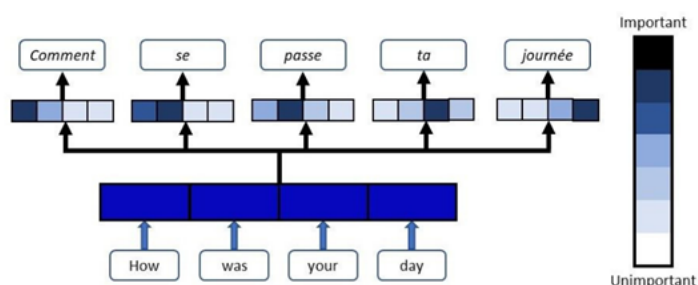 Important
Comment se passe ta journée
How was your day
Unimportant